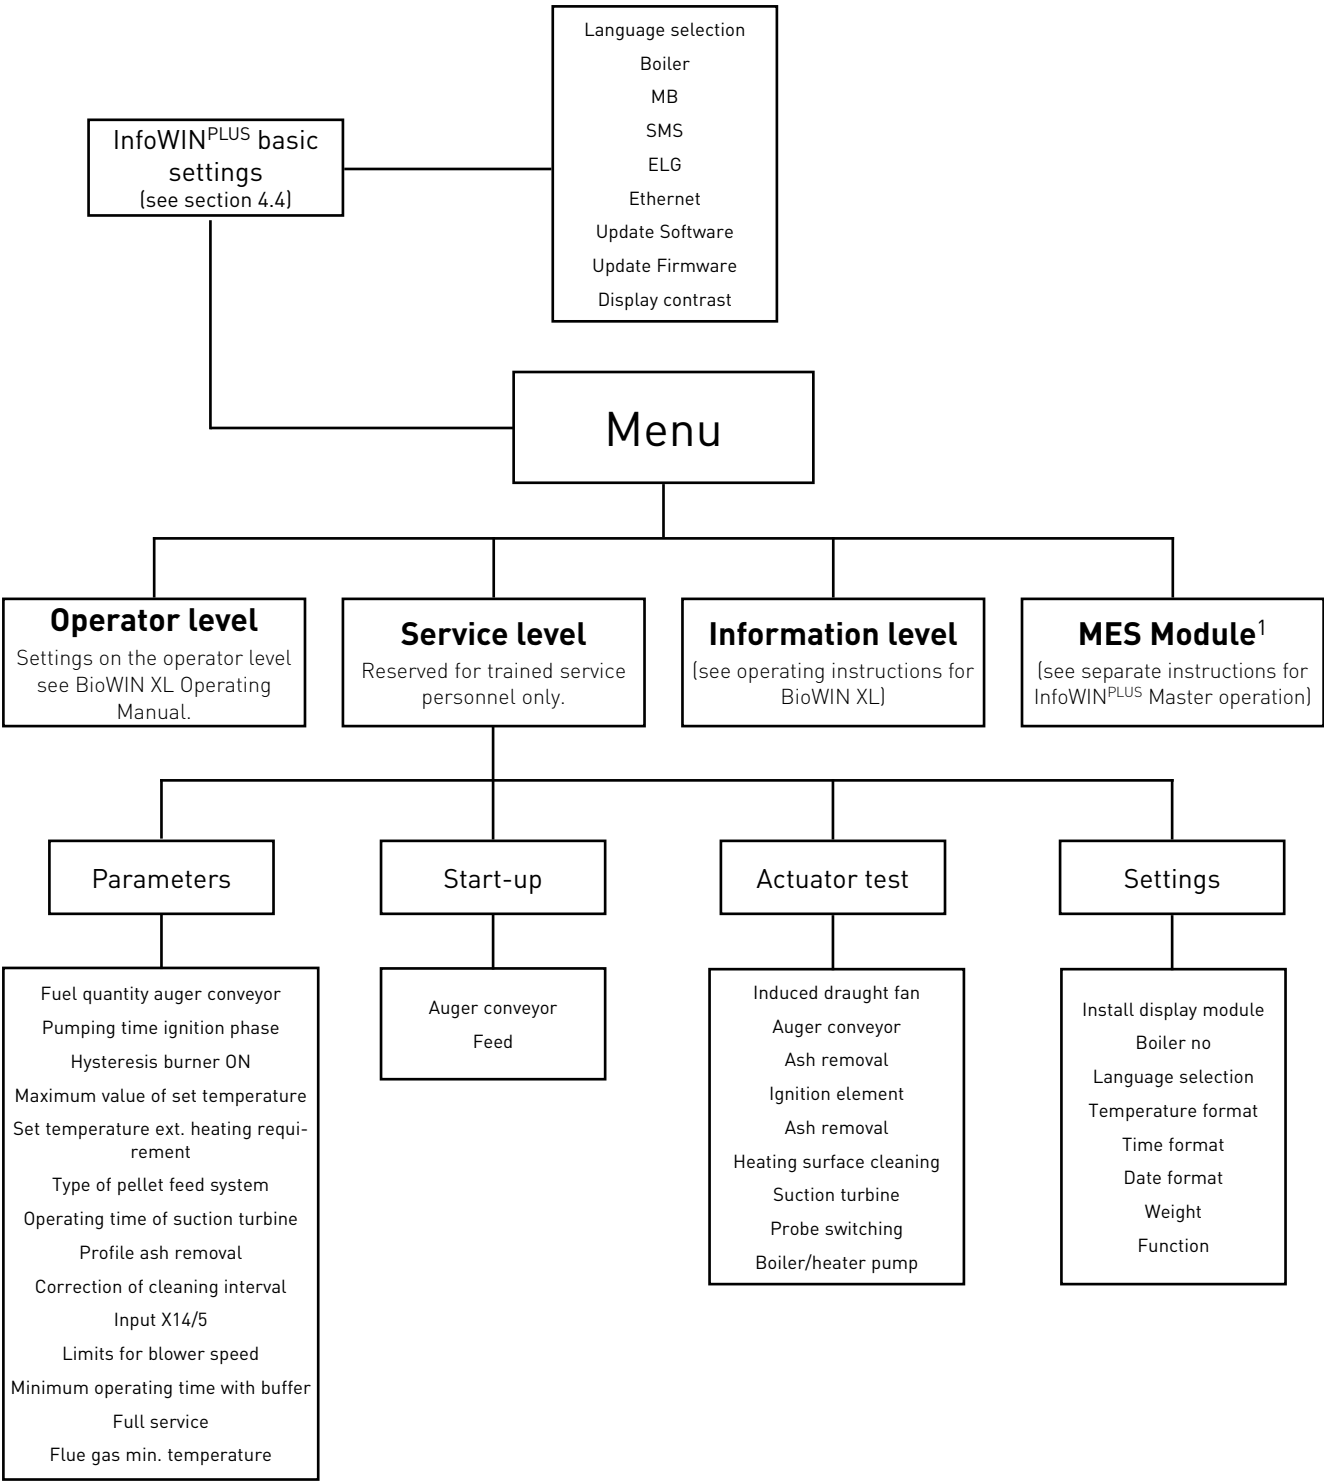 Language selection
Boiler
MB
SMS
ELG
Ethernet
Update Software
Update Firmware
Display contrast
InfoWINPLUS basic
settings
(see section 4.4)
Menu
Operator level
Settings on the operator level
see BioWIN XL Operating
Manual.
Service level
Reserved for trained service
personnel only.
Information level
(see operating instructions for
BioWIN XL)
MES Module1
(see separate instructions for
InfoWINPLUS Master operation)
Parameters
Start-up
Actuator test
Settings
Fuel quantity auger conveyor
Pumping time ignition phase
Hysteresis burner ON
Maximum value of set temperature
Set temperature ext. heating requi-
rement
Type of pellet feed system
Operating time of suction turbine
Profile ash removal
Correction of cleaning interval
Input X14/5
Limits for blower speed
Minimum operating time with buffer
Full service
Flue gas min. temperature
Auger conveyor
Feed
Induced draught fan
Auger conveyor
Ash removal
Ignition element
Ash removal
Heating surface cleaning
Suction turbine
Probe switching
Boiler/heater pump
Install display module
Boiler no
Language selection
Temperature format
Time format
Date format
Weight
Function